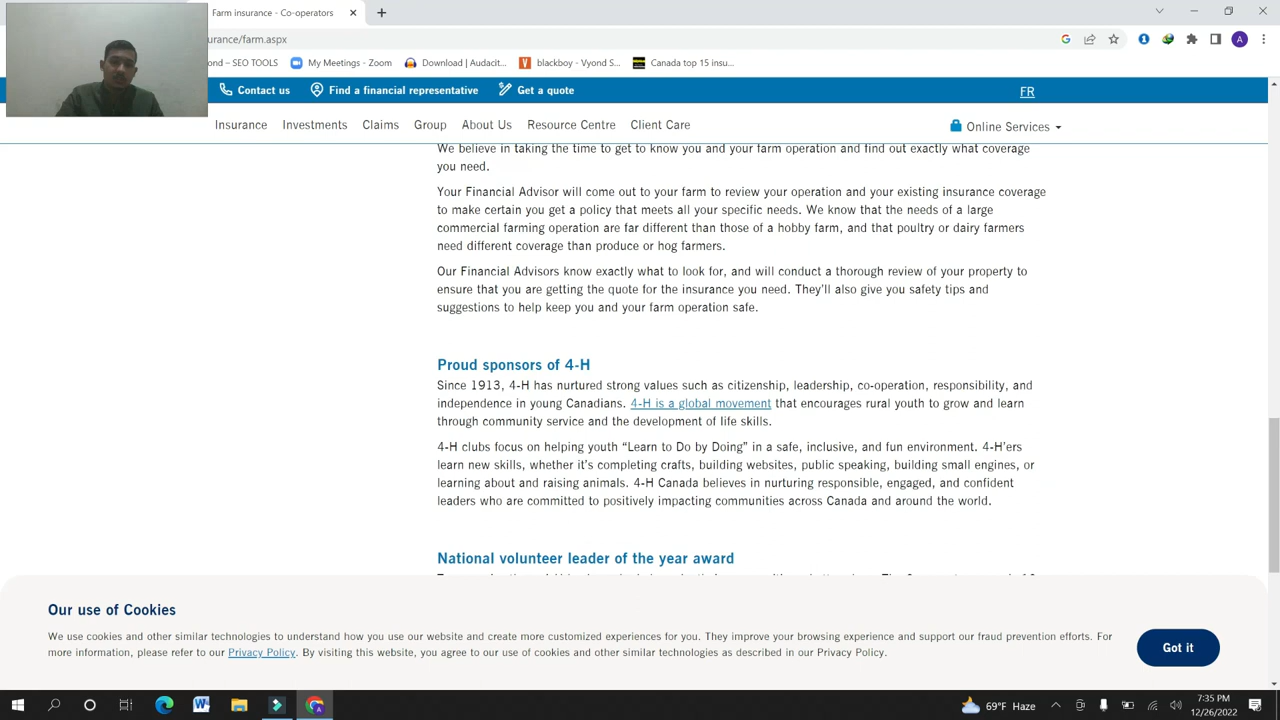 Farm insurance - Co-operators
urance/farm.aspx
ond – SEO TOOLS
My Meetings - Zoom
Download | Audacit...
blackboy - Vyond S...
Canada top 15 insu...
A
Contact us
Find a financial representative
Get a quote
FR
Insurance
Investments
Claims
Group
About Us
Resource Centre
Client Care
Online Services
We believe in taking the time to get to know you and your farm operation and find out exactly what coverage
you need.
Your Financial Advisor will come out to your farm to review your operation and your existing insurance coverage
to make certain you get a policy that meets all your specific needs. We know that the needs of a large
commercial farming operation are far different than those of a hobby farm, and that poultry or dairy farmers
need different coverage than produce or hog farmers.
Our Financial Advisors know exactly what to look for, and will conduct a thorough review of your property to
ensure that you are getting the quote for the insurance you need. They'll also give you safety tips and
suggestions to help keep you and your farm operation safe.
Proud sponsors of 4-H
Since 1913, 4-H has nurtured strong values such as citizenship, leadership, co-operation, responsibility, and
independence in young Canadians. 4-H is a global movement that encourages rural youth to grow and learn
through community service and the development of life skills.
4-H clubs focus on helping youth “Learn to Do by Doing” in a safe, inclusive, and fun environment. 4-H'ers
learn new skills, whether it's completing crafts, building websites, public speaking, building small engines, or
learning about and raising animals. 4-H Canada believes in nurturing responsible, engaged, and confident
leaders who are committed to positively impacting communities across Canada and around the world.
National volunteer leader of the year award
Our use of Cookies
We use cookies and other similar technologies to understand how you use our website and create more customized experiences for you. They improve your browsing experience and support our fraud prevention efforts. For
more information, please refer to our Privacy Policy. By visiting this website, you agree to our use of cookies and other similar technologies as described in our Privacy Policy.
Got it
69°F Haze
7:35 PM
12/26/2022